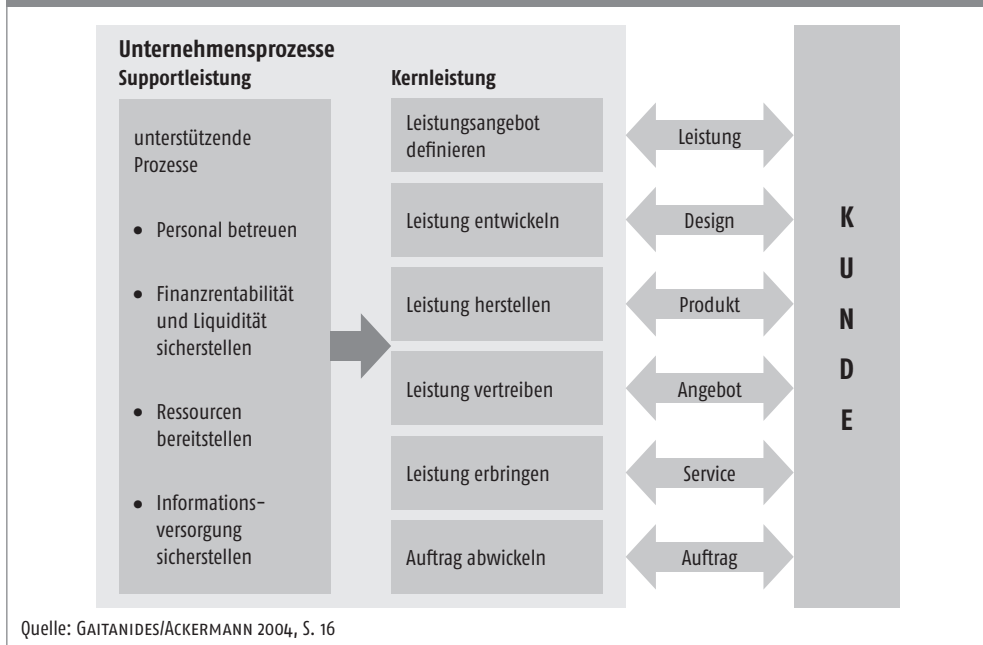 Unternehmensprozesse
Supportleistung
unterstützende
Prozesse
• Personal betreuen
• Finanzrentabilität
und Liquidität
sicherstellen
• Ressourcen
bereitstellen
• Informations-
versorgung
sicherstellen
Kernleistung
Leistungsangebot
definieren
Leistung entwickeln
Leistung herstellen
Leistung vertreiben
Leistung erbringen
Auftrag abwickeln
Leistung
Design
Produkt
Angebot
Service
Auftrag
K
U
N
D
E
Quelle: GAITANIDES/ACKERMANN 2004, S. 16